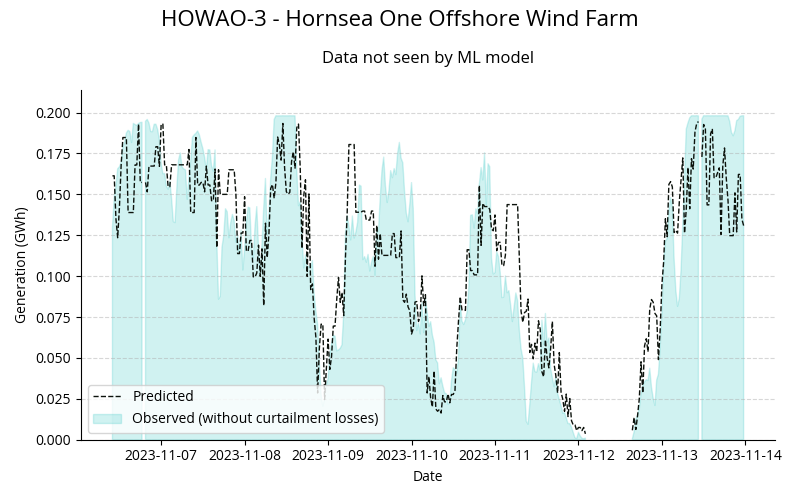 HOWAO-3 - Hornsea One Offshore Wind Farm
Data not seen by ML model
0.200
0.175
0.150
0.125
0.100
0.075
0.050
0.025
0.000
Generation (GWh)
Predicted
Observed (without curtailment losses)
2023-11-07 2023-11-08 2023-11-09 2023-11-10 2023-11-11 2023-11-12 2023-11-13 2023-11-14
Date